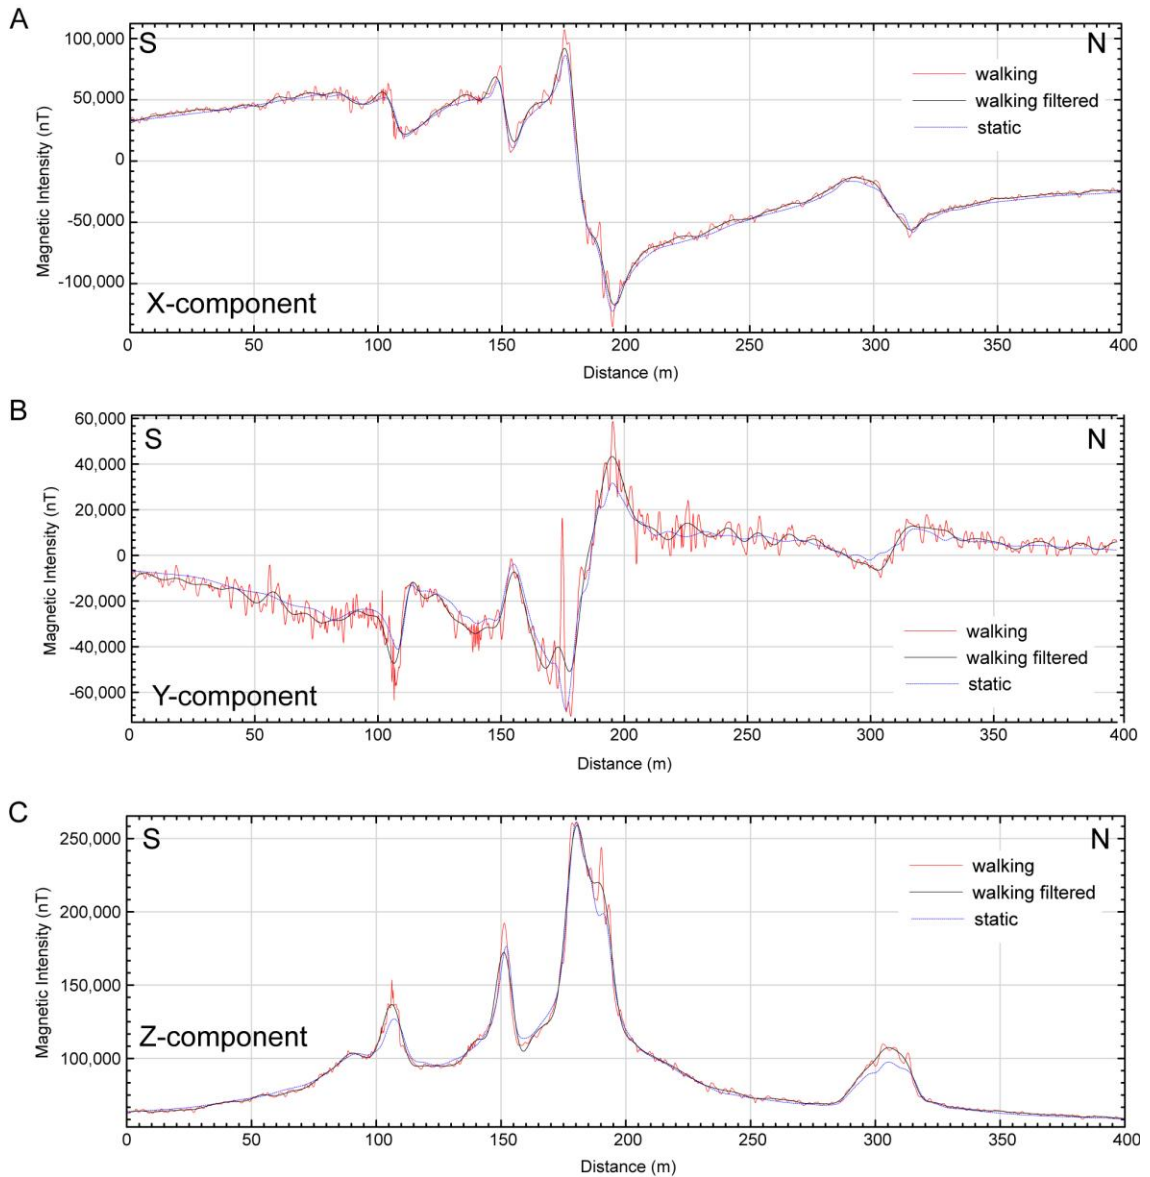 A
S
N
100,000
50,000
0
-50,000
-100,000
Magnetic Intensity (nT)
walking
walking filtered
static
X-component
0 50 100 150 200 250 300 350 400
Distance (m)
B
S
N
60,000
40,000
20,000
0
-20,000
-40,000
-60,000
Magnetic Intensity (nT)
walking
walking filtered
static
Y-component
0 50 100 150 200 250 300 350 400
Distance (m)
C
S
N
250,000
200,000
150,000
100,000
Magnetic Intensity (nT)
walking
walking filtered
static
Z-component
0 50 100 150 200 250 300 350 400
Distance (m)